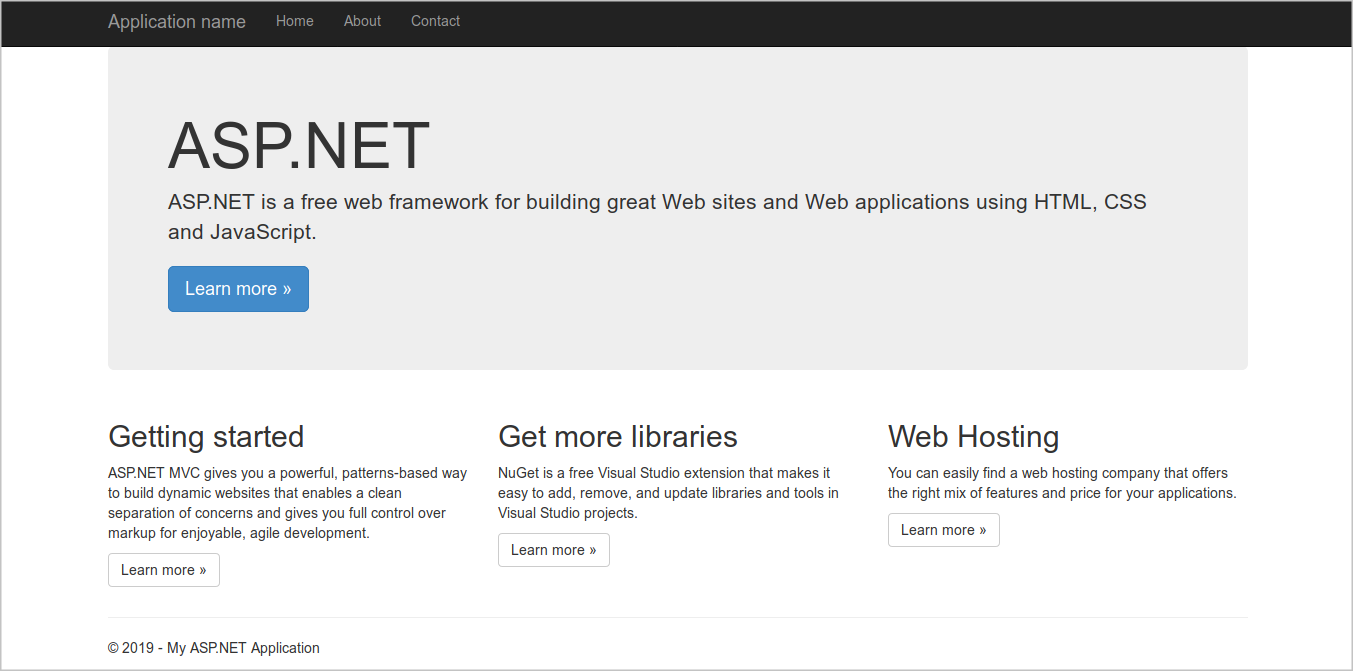 Application name Home About Contact
ASP.NET
ASP.NET is a free web framework for building great Web sites and Web applications using HTML, CSS
and JavaScript.
Learn more »
Getting started
ASP.NET MVC gives you a powerful, patterns-based way
to build dynamic websites that enables a clean
separation of concerns and gives you full control over
markup for enjoyable, agile development.
Learn more »
Get more libraries
NuGet is a free Visual Studio extension that makes it
easy to add, remove, and update libraries and tools in
Visual Studio projects.
Learn more »
Web Hosting
You can easily find a web hosting company that offers
the right mix of features and price for your applications.
Learn more »
© 2019 - My ASP.NET Application